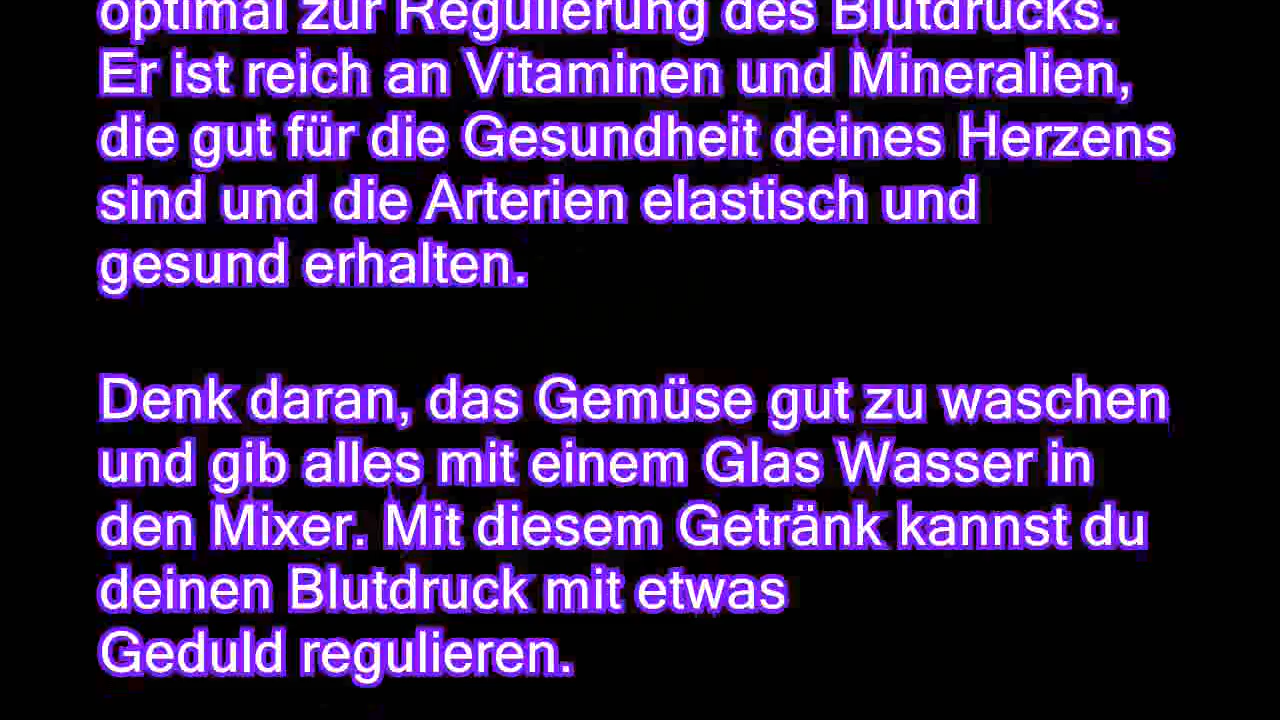 optimal zur Regulierung des Blutdrucks.
Er ist reich an Vitaminen und Mineralien,
die gut für die Gesundheit deines Herzens
sind und die Arterien elastisch und
gesund erhalten.
Denk daran, das Gemüse gut zu waschen
und gib alles mit einem Glas Wasser in
den Mixer. Mit diesem Getränk kannst du
deinen Blutdruck mit etwas
Geduld regulieren.